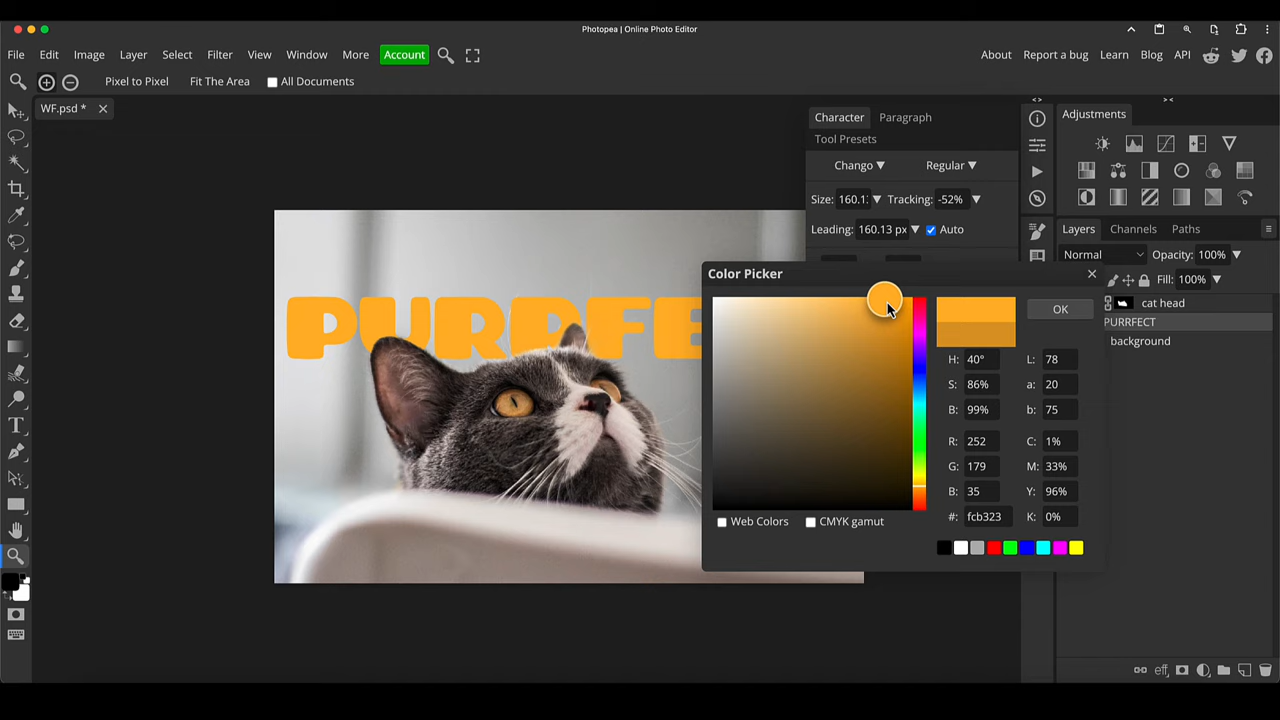 Photopea | Online Photo Editor
File Edit Image Layer Select Filter View Window More Account About Report a bug Learn Blog API
Pixel to Pixel Fit The Area All Documents
WF.psd *
Character Paragraph
Tool Presets
Chango Regular
Size: 160.1 Tracking: -52%
Leading: 160.13 px Auto
Adjustments
Layers Channels Paths
Normal Opacity: 100%
Fill: 100%
cat head
PURRFECT
background
PURRFE
Color Picker
OK
H: 40° L: 78
S: 86% a: 20
B: 99% b: 75
R: 252 C: 1%
G: 179 M: 33%
B: 35 Y: 96%
#: fcb323 K: 0%
Web Colors CMYK gamut
eff